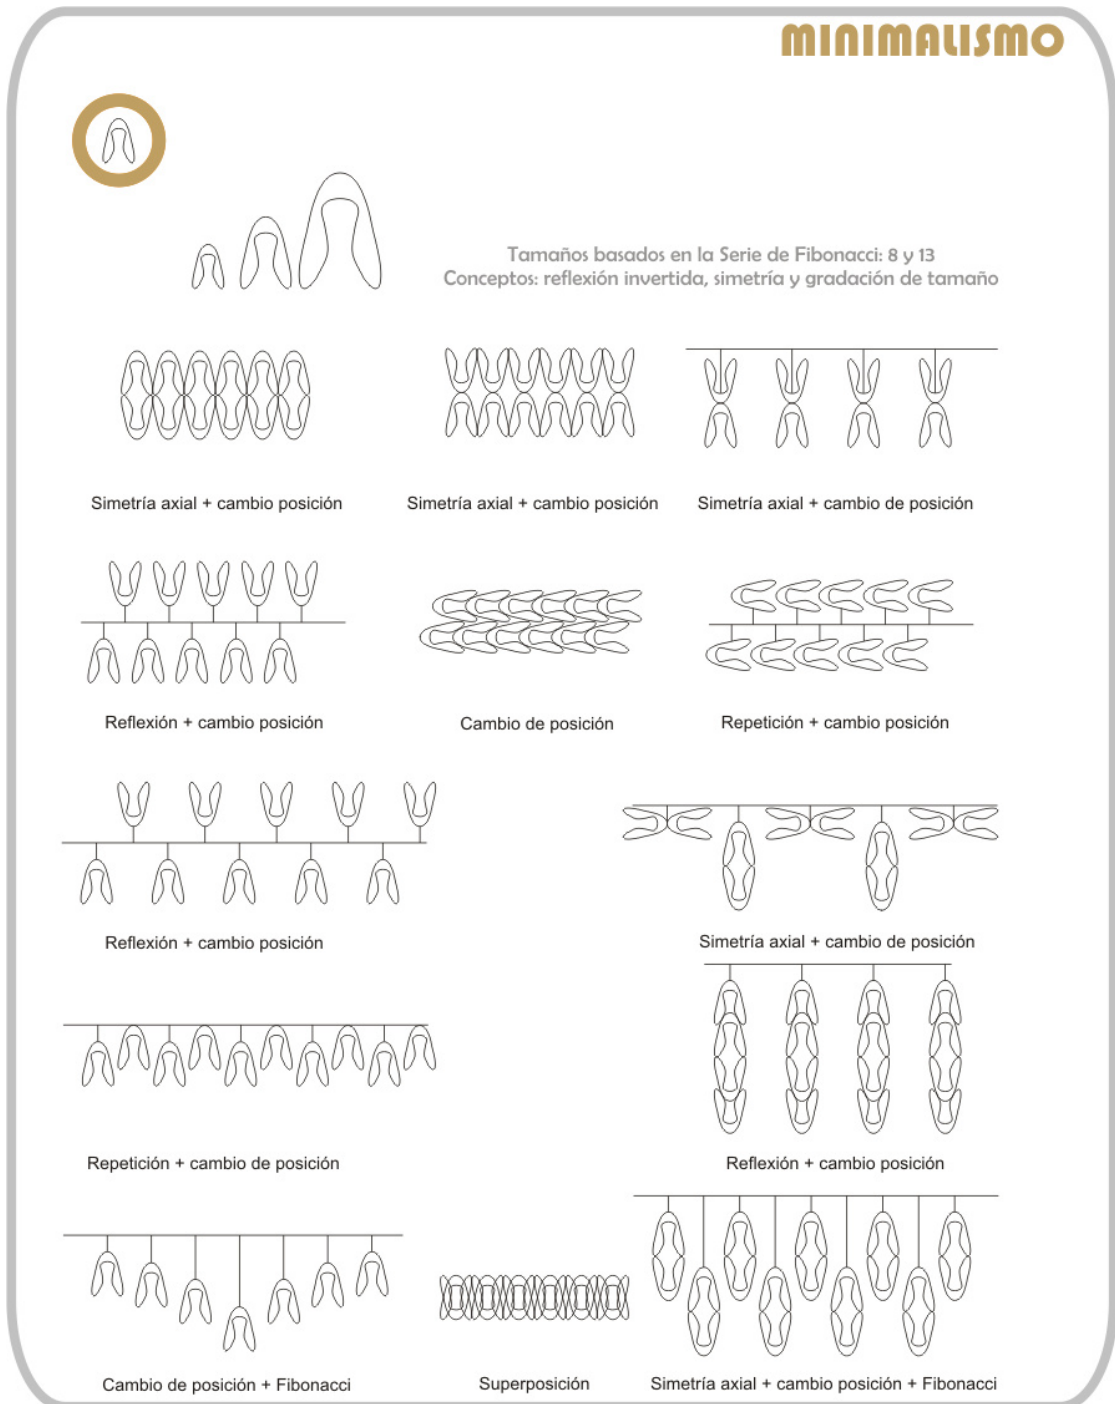 MINIMALISMO
Tamaños basados en la Serie de Fibonacci: 8 y 13
Conceptos: reflexión invertida, simetría y gradación de tamaño
Simetría axial + cambio posición
Simetría axial + cambio posición
Simetría axial + cambio de posición
Reflexión + cambio posición
Cambio de posición
Repetición + cambio posición
Reflexión + cambio posición
Simetría axial + cambio de posición
Repetición + cambio de posición
Reflexión + cambio posición
Cambio de posición + Fibonacci
Superposición
Simetría axial + cambio posición + Fibonacci